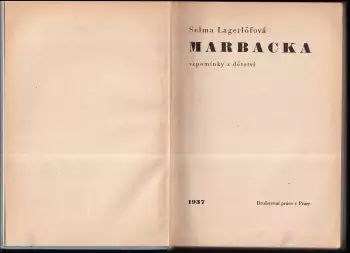 Selma Lagerlöfová
MARBACKA
vzpomínky z dětství
1937
Družstevní práce v Praze